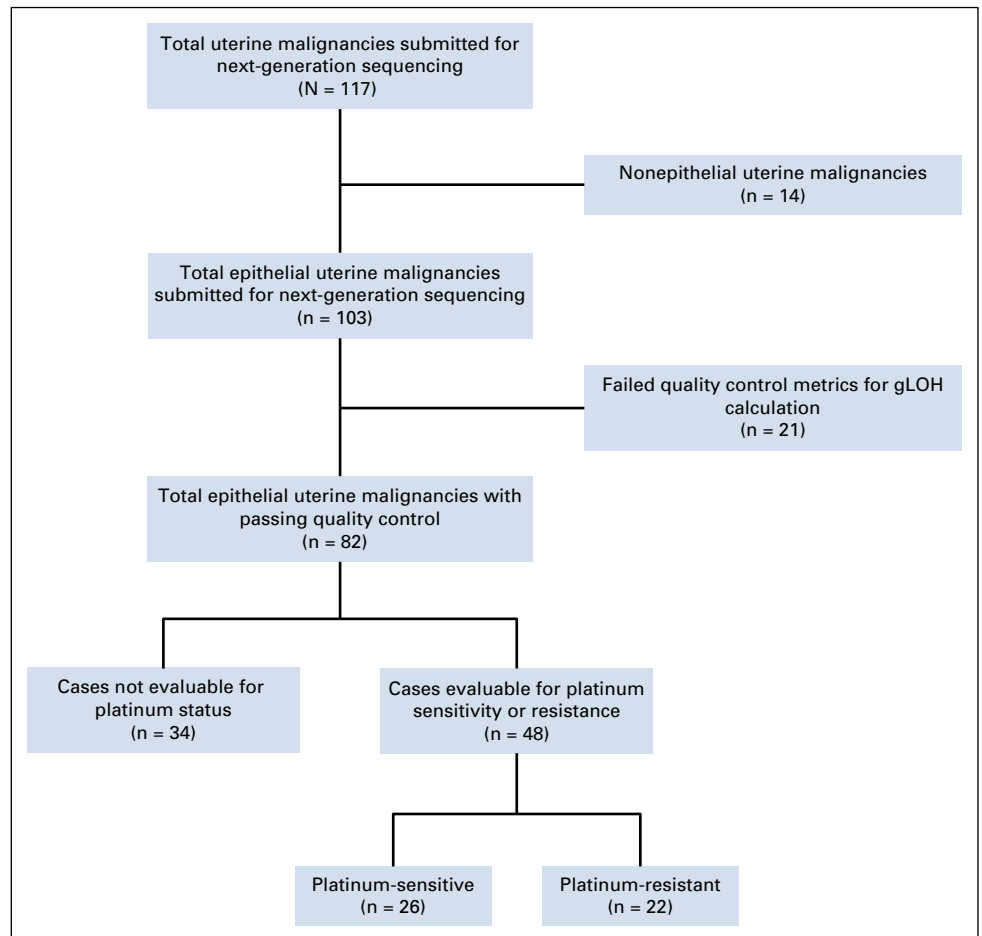 Total uterine malignancies submitted for
next-generation sequencing
(N = 117)
Nonepithelial uterine malignancies
(n = 14)
Total epithelial uterine malignancies
submitted for next-generation sequencing
(n = 103)
Failed quality control metrics for gLOH
calculation
(n = 21)
Total epithelial uterine malignancies with
passing quality control
(n = 82)
Cases not evaluable for
platinum status
(n = 34)
Cases evaluable for platinum
sensitivity or resistance
(n = 48)
Platinum-sensitive
(n = 26)
Platinum-resistant
(n = 22)